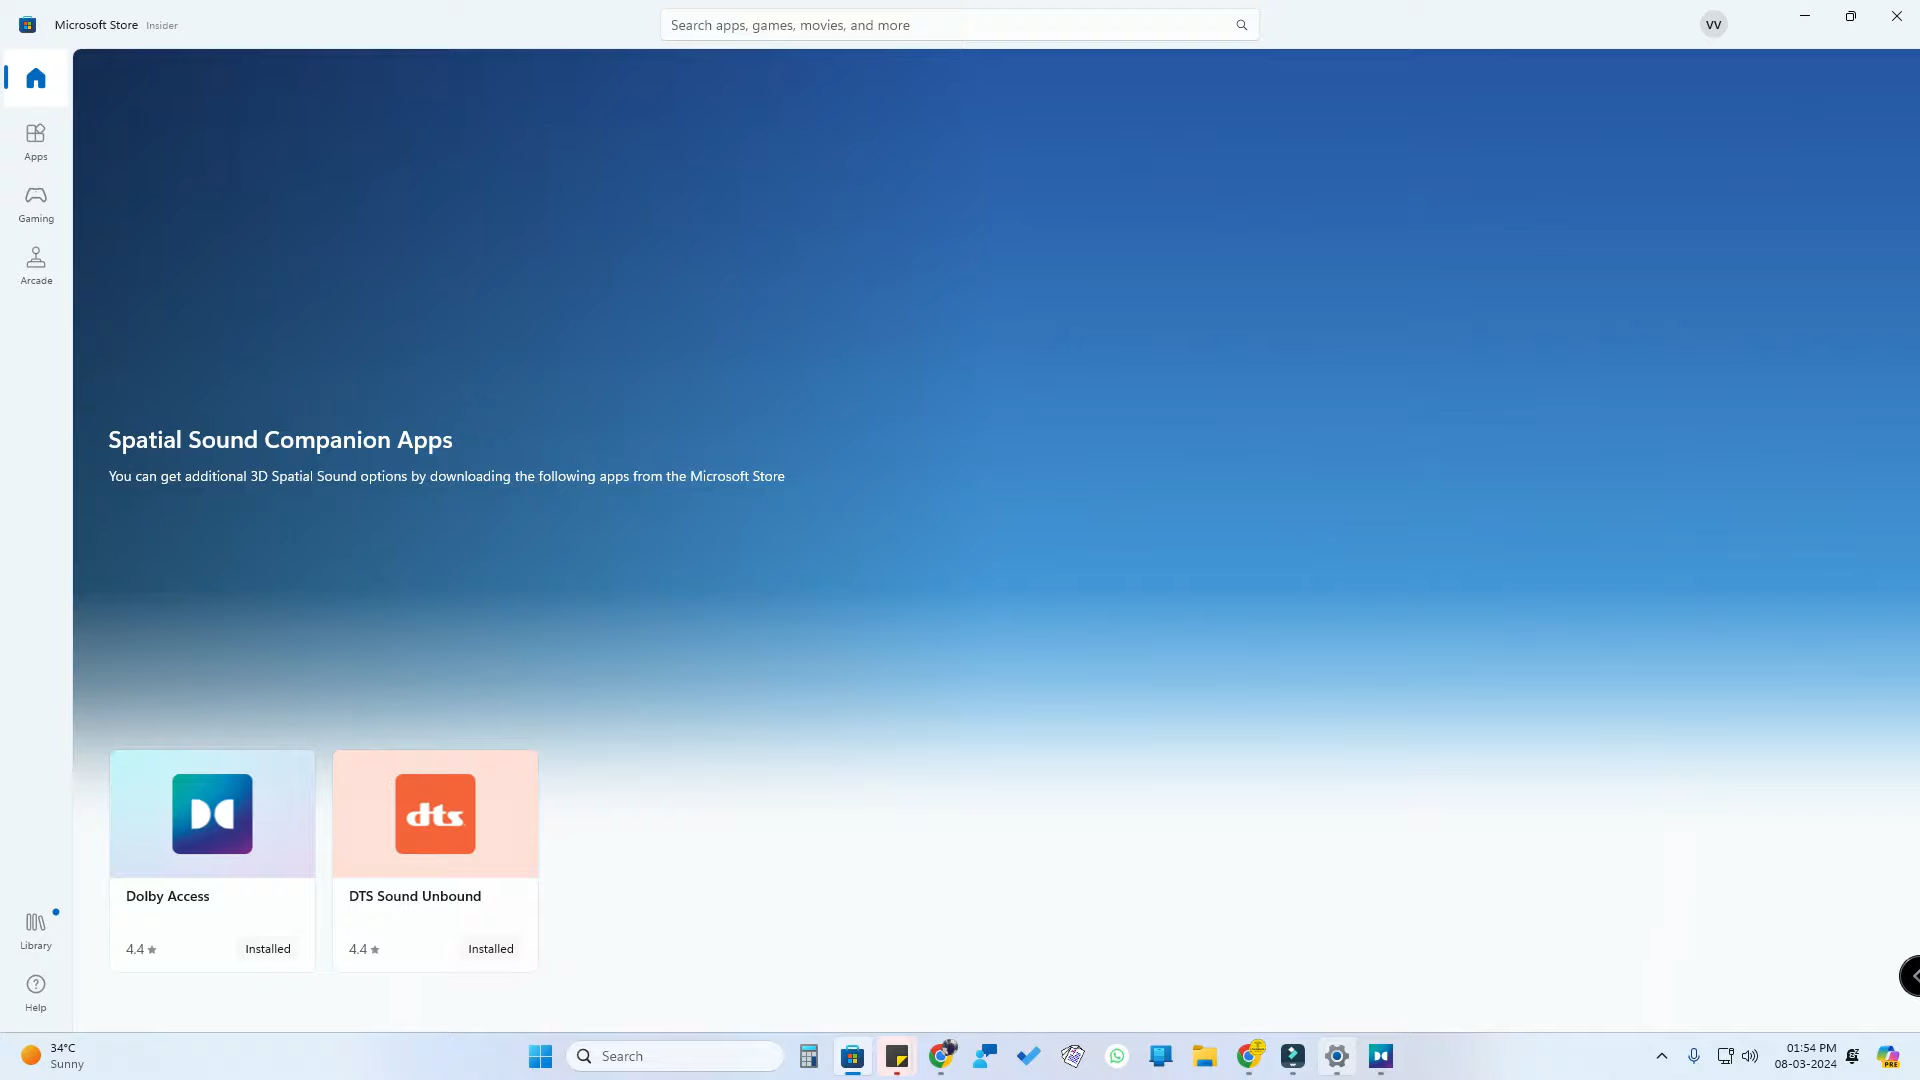 Microsoft Store Insider
Search apps, games, movies, and more
VV
Apps
Gaming
Arcade
Spatial Sound Companion Apps
You can get additional 3D Spatial Sound options by downloading the following apps from the Microsoft Store
dts
Dolby Access
DTS Sound Unbound
4.4 Installed
4.4 Installed
Library
Help
34°C
Sunny
Search
01:54 PM
08-03-2024
PRE